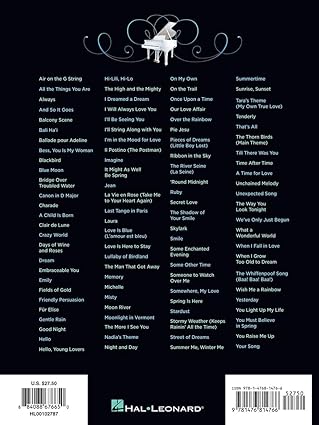 Air on the G String
All the Things You Are
Always
And So it Goes
Balcony Scene
Bali Ha'i
Ballade pour Adeline
Bess, You Is My Woman
Blackbird
Blue Moon
Bridge Over
Troubled Water
Canon in D Major
Charade
A Child Is Born
Clair de Lune
Crazy World
Days of Wine and
Roses
Dream
Embraceable You
Emily
Fields of Gold
Friendly Persuasion
Für Elise
Gentle Rain
Good Night
Hello
Hello, Young Lovers
Hi-Lili, Hi-Lo
The High and the Mighty
I Dreamed a Dream
I Will Always Love You
I'll Be Seeing You
I'll String Along with You
I'm in the Mood for Love
Il Postino (The Postman)
Imagine
It Might As Well
Be Spring
Jean
La Vie en Rose (Take Me
to Your Heart Again)
Last Tango in Paris
Laura
Love Is Blue
(L'amour est bleu)
Love Is Here to Stay
Lullaby of Birdland
The Man That Got Away
Memory
Michelle
Misty
Moon River
Moonlight in Vermont
The More I See You
Nadia's Theme
Night and Day
On My Own
On the Trail
Once Upon a Time
Our Love Affair
Over the Rainbow
Pie Jesu
Pieces of Dreams
(Little Boy Lost)
Ribbon in the Sky
The River Seine
(La Seine)
'Round Midnight
Ruby
Secret Love
The Shadow of
Your Smile
Skylark
Smile
Some Enchanted
Evening
Some Other Time
Someone to Watch
Over Me
Somewhere, My Love
Spring Is Here
Stardust
Stormy Weather (Keeps
Rainin' All the Time)
Street of Dreams
Summer Me, Winter Me
Summertime
Sunrise, Sunset
Tara's Theme
(My Own True Love)
Tenderly
That's All
The Thorn Birds
(Main Theme)
Till There Was You
Time After Time
A Time for Love
Unchained Melody
Unexpected Song
The Way You
Look Tonight
We've Only Just Begun
What a
Wonderful World
When I Fall in Love
When I Grow
Too Old to Dream
The Whiffenpoof Song
(Baa! Baa! Baa!)
Wish Me a Rainbow
Yesterday
You Light Up My Life
You Must Believe
in Spring
You Raise Me Up
Your Song
U.S. $27.50
8 84088 67665 0
HL00102787
HAL•LEONARD®
ISBN 978-1-4768-1476-6
52750
9 781476 814766